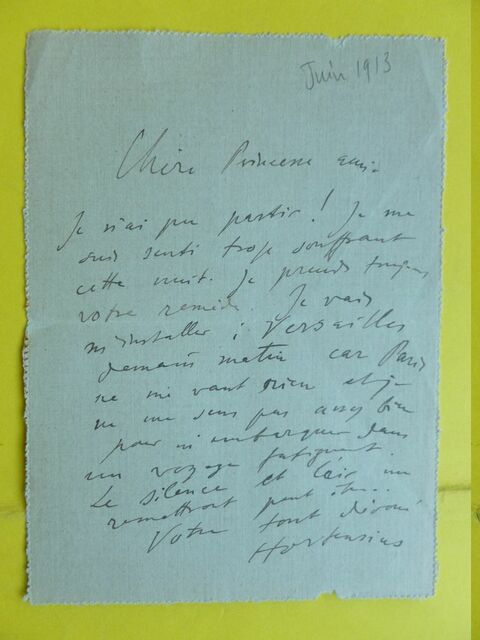 Juin 1913
Chère Princesse amie
Je n'ai pu partir ! Je me
suis senti trop souffrant
cette nuit. Je prends toujours
votre remède. Je vais
m'installer à Versailles
demain matin car Paris
ne me vaut rien et je
ne me sens pas assez bien
pour m'embarquer dans
un voyage fatigant.
Le silence et l'air me
remettront peut être..
Votre tout dévoué
Hortensius